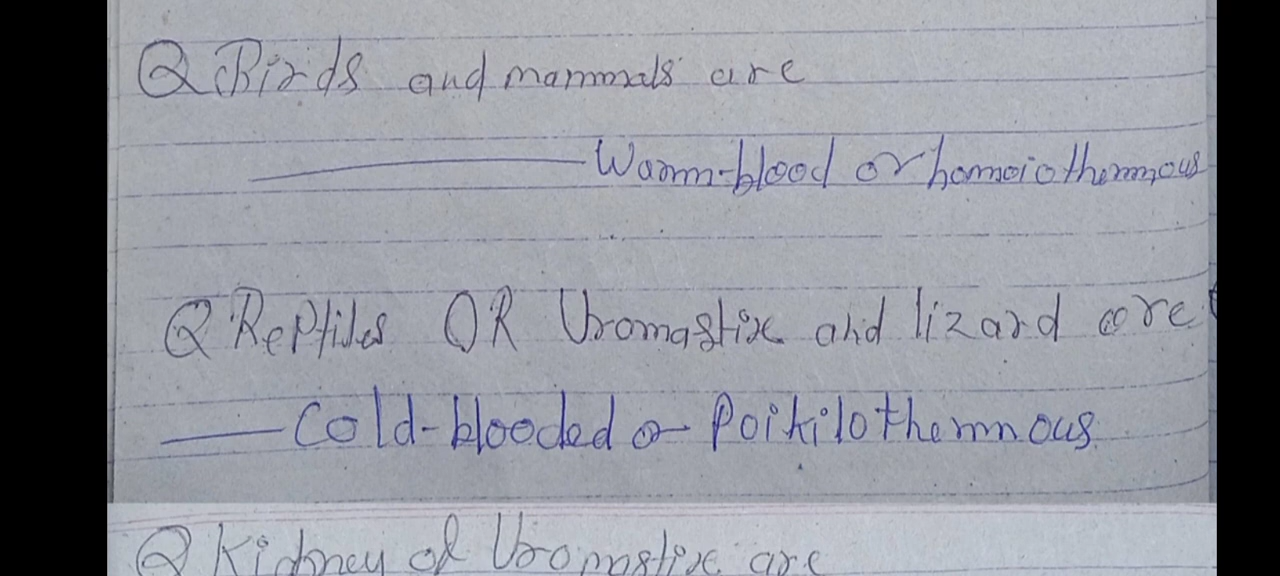 Q Birds and mammals are
Warm-blood or homoiothermous
Q Reptiles OR Uromastix and lizard are
Cold-blooded or Poikilothermous
Q Kidney of Uromastix are